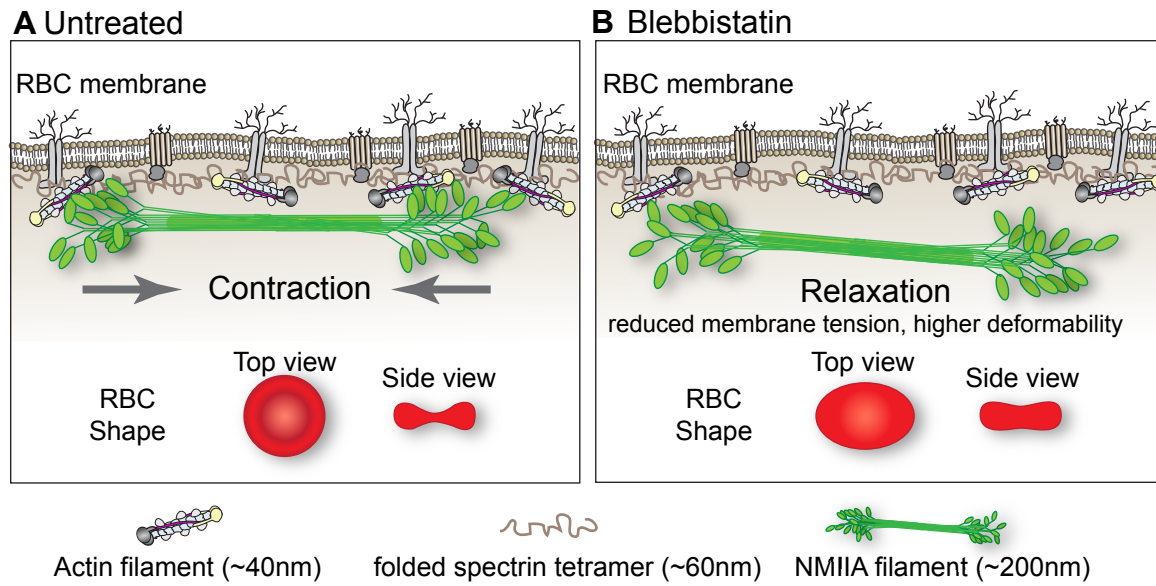 A Untreated
RBC membrane
Contraction
Top view
Side view
RBC
Shape
B Blebbistatin
RBC membrane
Relaxation
reduced membrane tension, higher deformability
Top view
Side view
RBC
Shape
Actin filament (~40nm)
folded spectrin tetramer (~60nm)
NMIIA filament (~200nm)